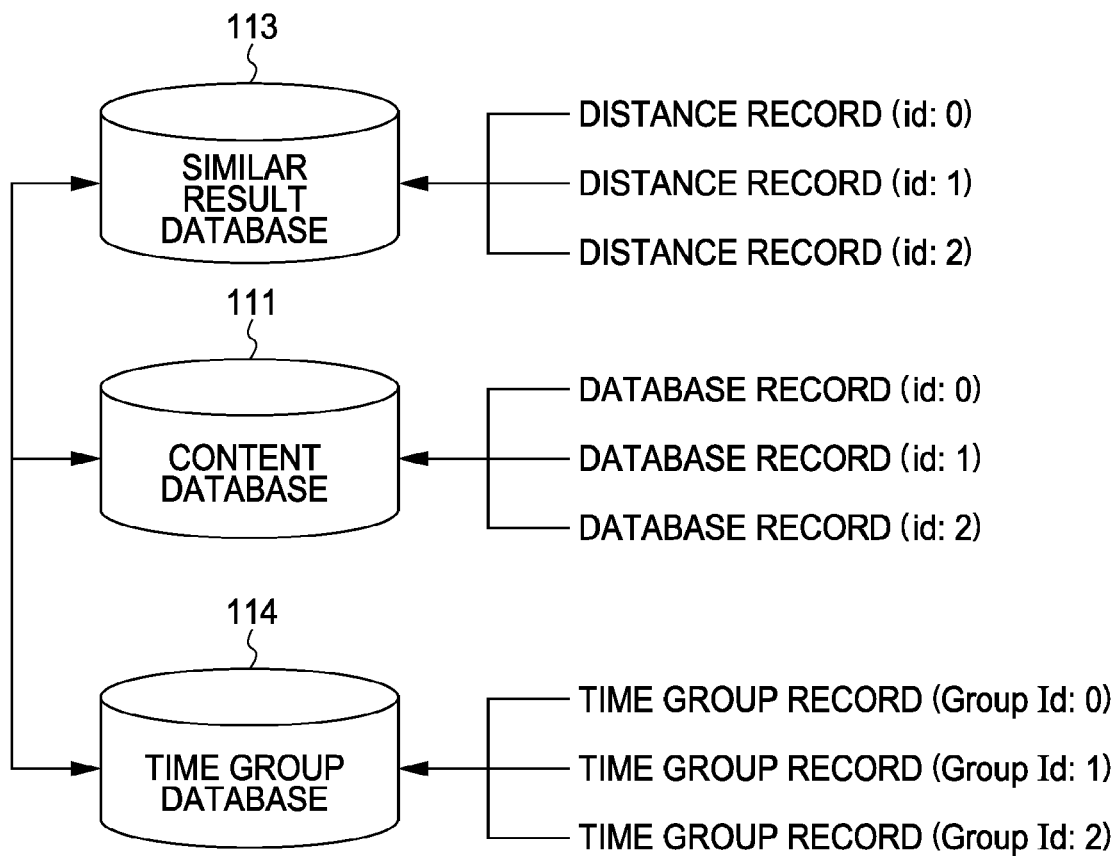 113
SIMILAR
RESULT
DATABASE
DISTANCE RECORD (id: 0)
DISTANCE RECORD (id: 1)
DISTANCE RECORD (id: 2)
111
CONTENT
DATABASE
DATABASE RECORD (id: 0)
DATABASE RECORD (id: 1)
DATABASE RECORD (id: 2)
114
TIME GROUP
DATABASE
TIME GROUP RECORD (Group Id: 0)
TIME GROUP RECORD (Group Id: 1)
TIME GROUP RECORD (Group Id: 2)